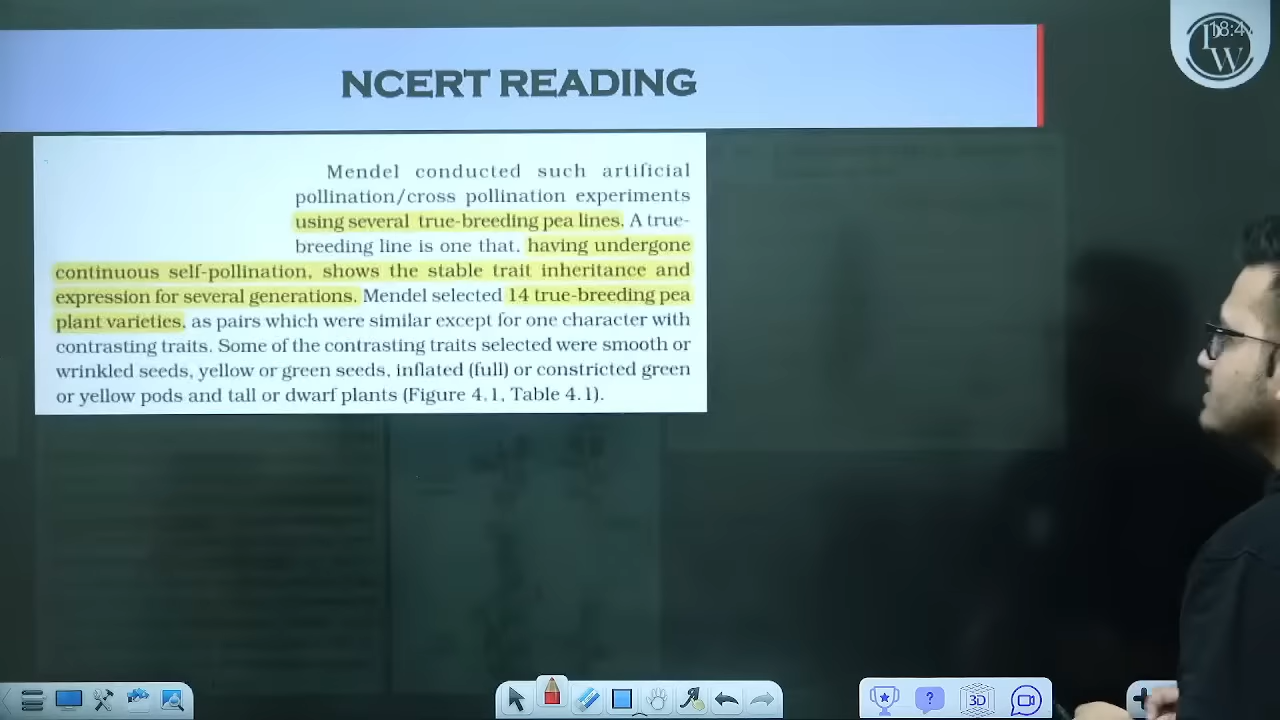 NCERT READING
Mendel conducted such artificial
pollination/cross pollination experiments
using several true-breeding pea lines. A true-
breeding line is one that, having undergone
continuous self-pollination, shows the stable trait inheritance and
expression for several generations. Mendel selected 14 true-breeding pea
plant varieties, as pairs which were similar except for one character with
contrasting traits. Some of the contrasting traits selected were smooth or
wrinkled seeds, yellow or green seeds, inflated (full) or constricted green
or yellow pods and tall or dwarf plants (Figure 4.1, Table 4.1).
?
3D